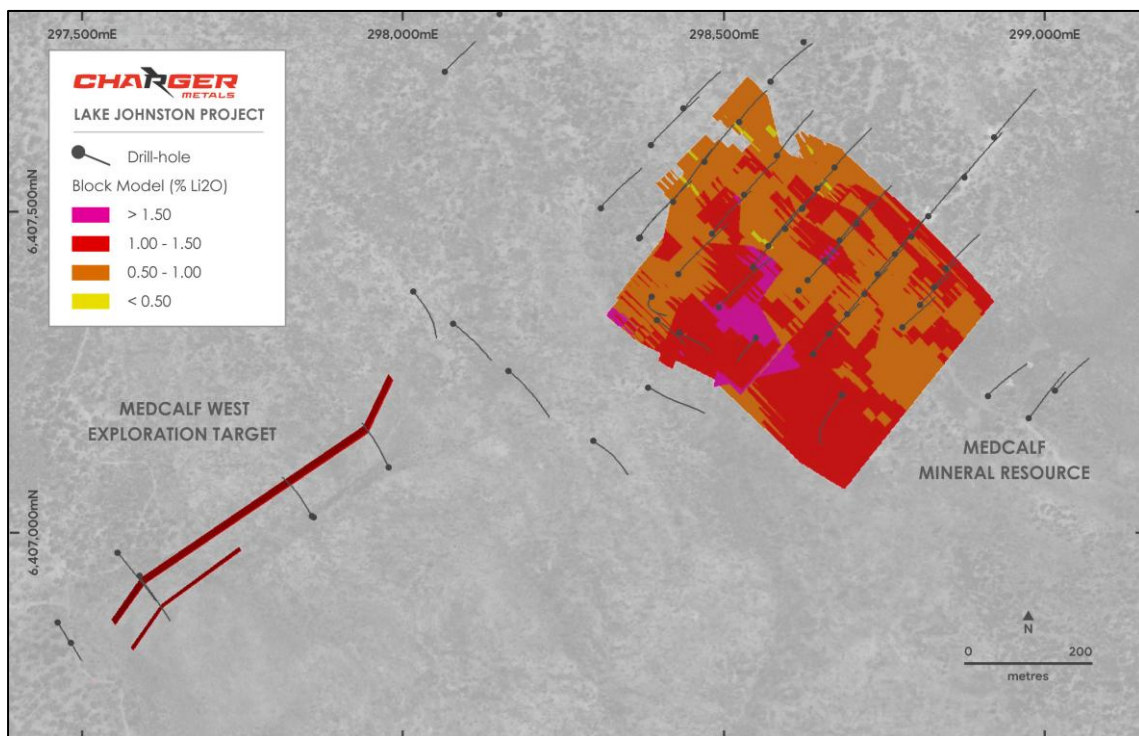 297,500mE
298,000mE
298,500mE
299,000mE
CHARGER
METALS
LAKE JOHNSTON PROJECT
Drill-hole
Block Model (% Li2O)
> 1.50
1.00 - 1.50
0.50 - 1.00
< 0.50
6,407,500mN
6,407,000mN
MEDCALF WEST
EXPLORATION TARGET
MEDCALF
MINERAL RESOURCE
N
0 200
metres